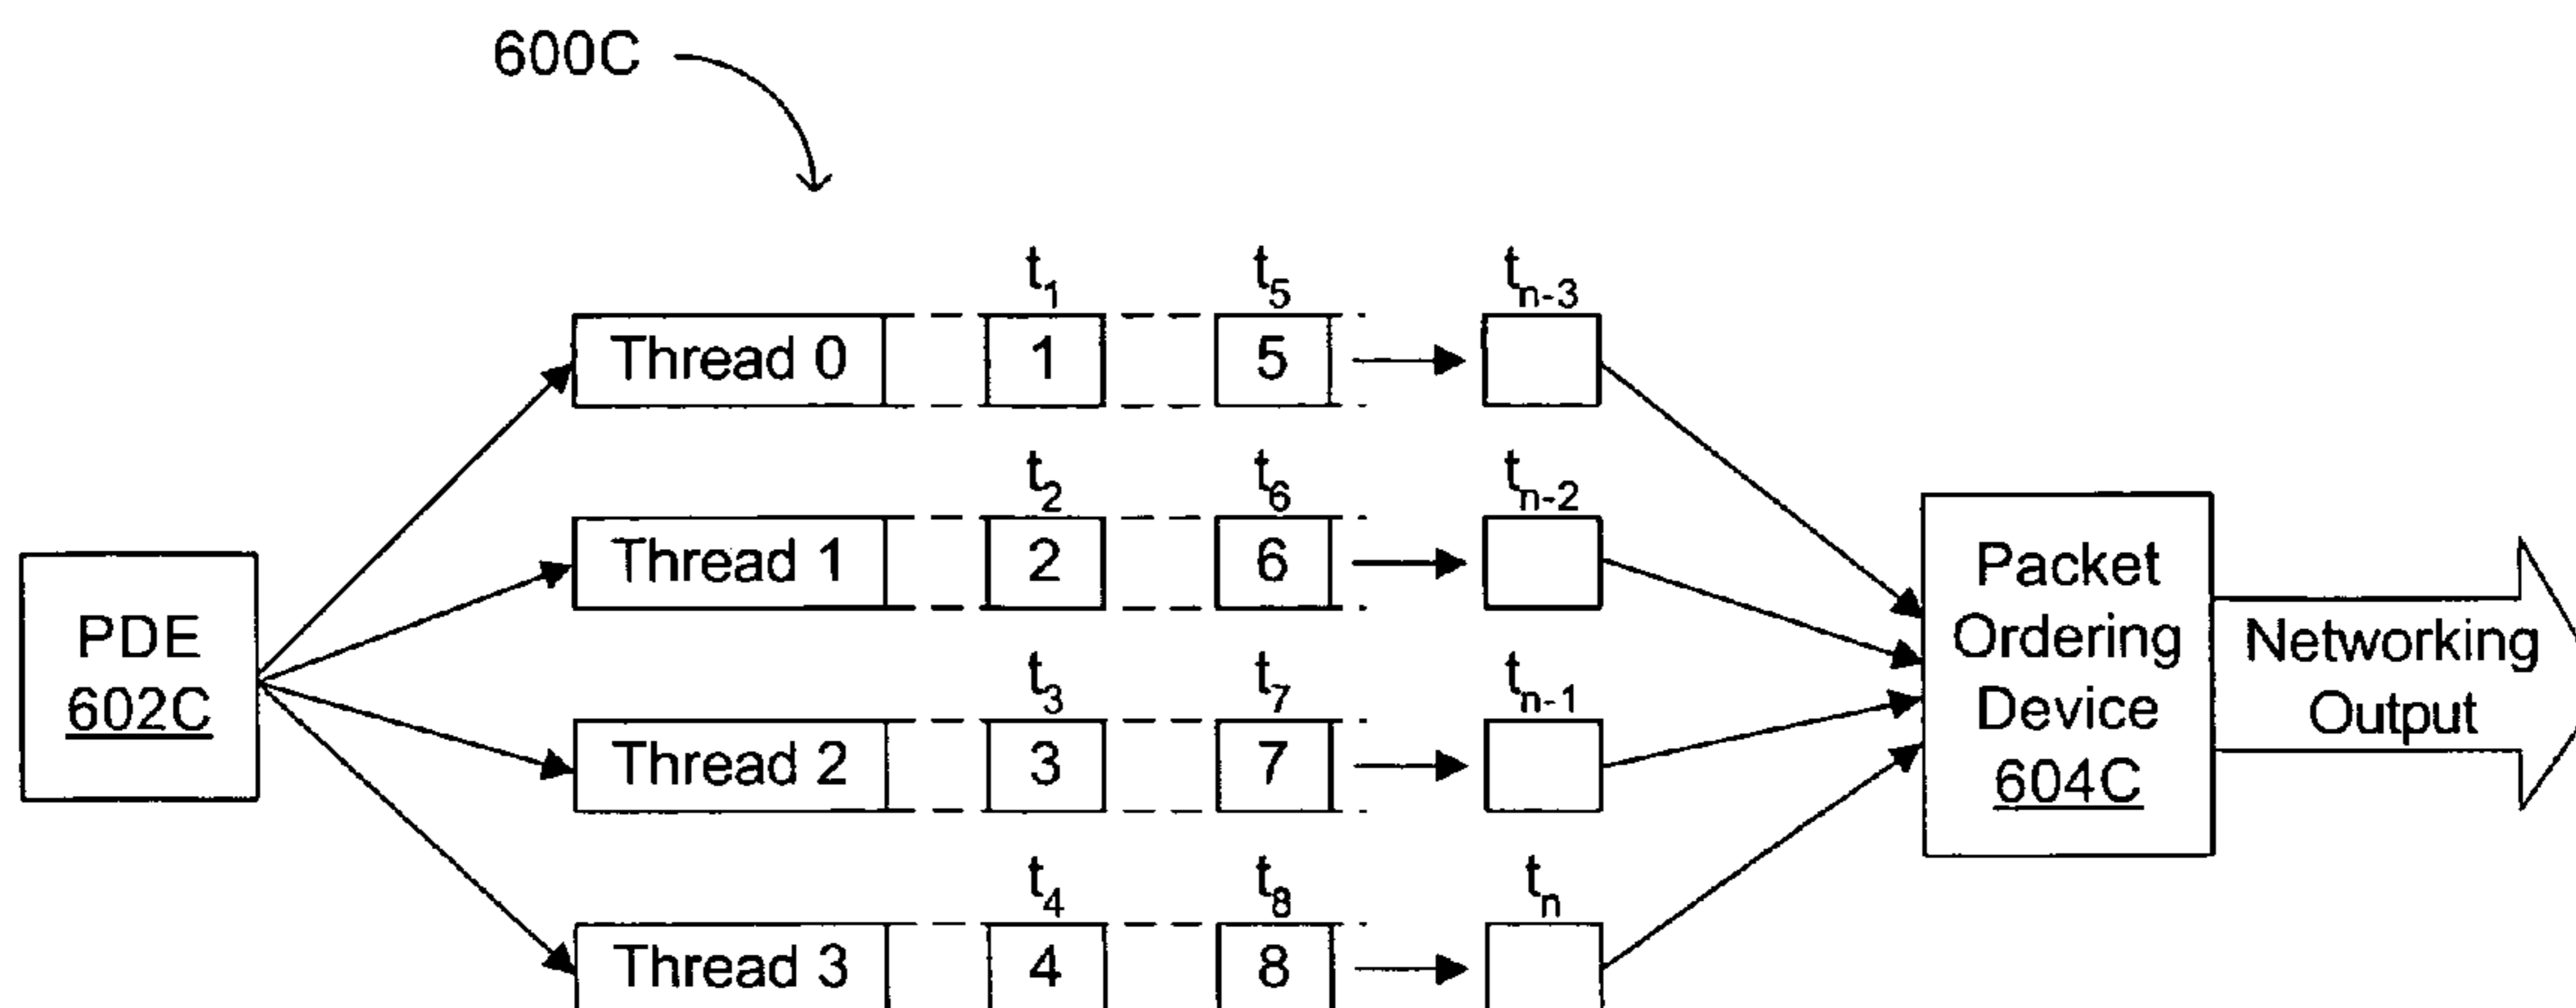 600C
t1 t5 tn-3
Thread 0 1 5
t2 t6 tn-2
Thread 1 2 6
PDE
602C
t3 t7 tn-1
Thread 2 3 7
t4 t8 tn
Thread 3 4 8
Packet
Ordering
Device
604C
Networking
Output